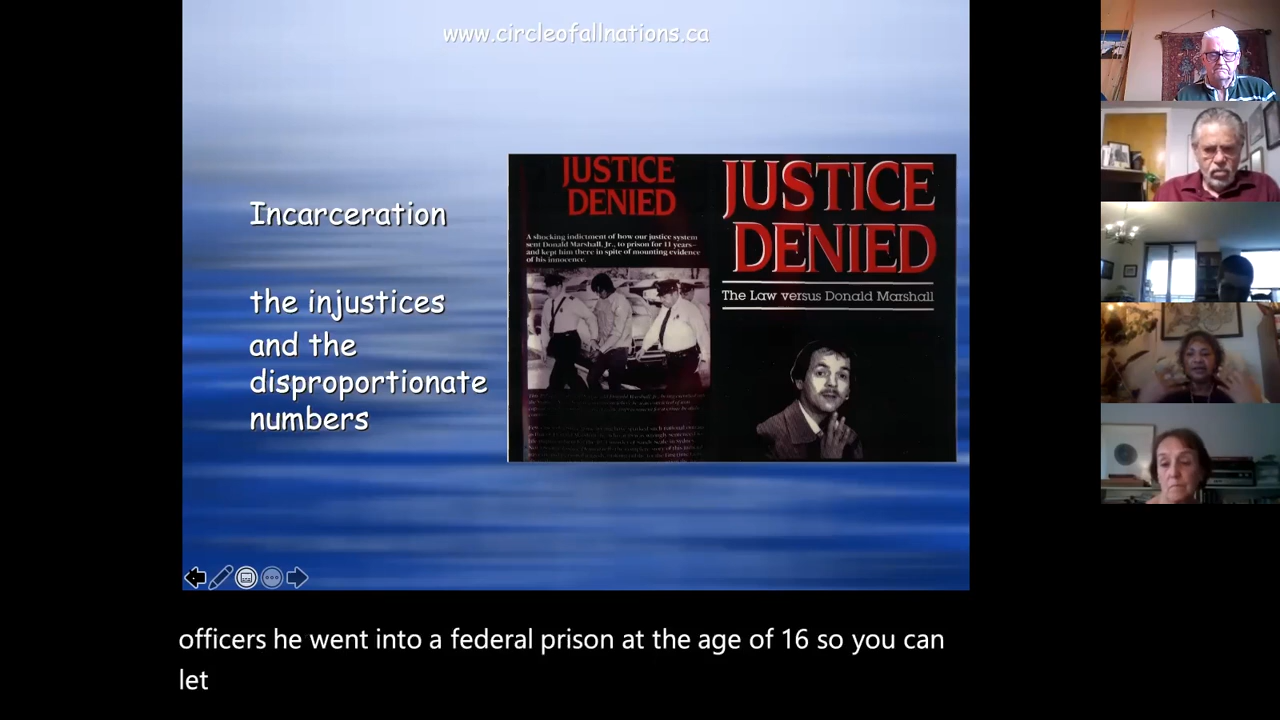 www.circleofallnations.ca
Incarceration
the injustices
and the
disproportionate
numbers
JUSTICE
DENIED
A shocking indictment of how our justice system
sent Donald Marshall, Jr., to prison for 11 years—
and kept him there in spite of mounting evidence
of his innocence.
JUSTICE
DENIED
The Law versus Donald Marshall
officers he went into a federal prison at the age of 16 so you can
let